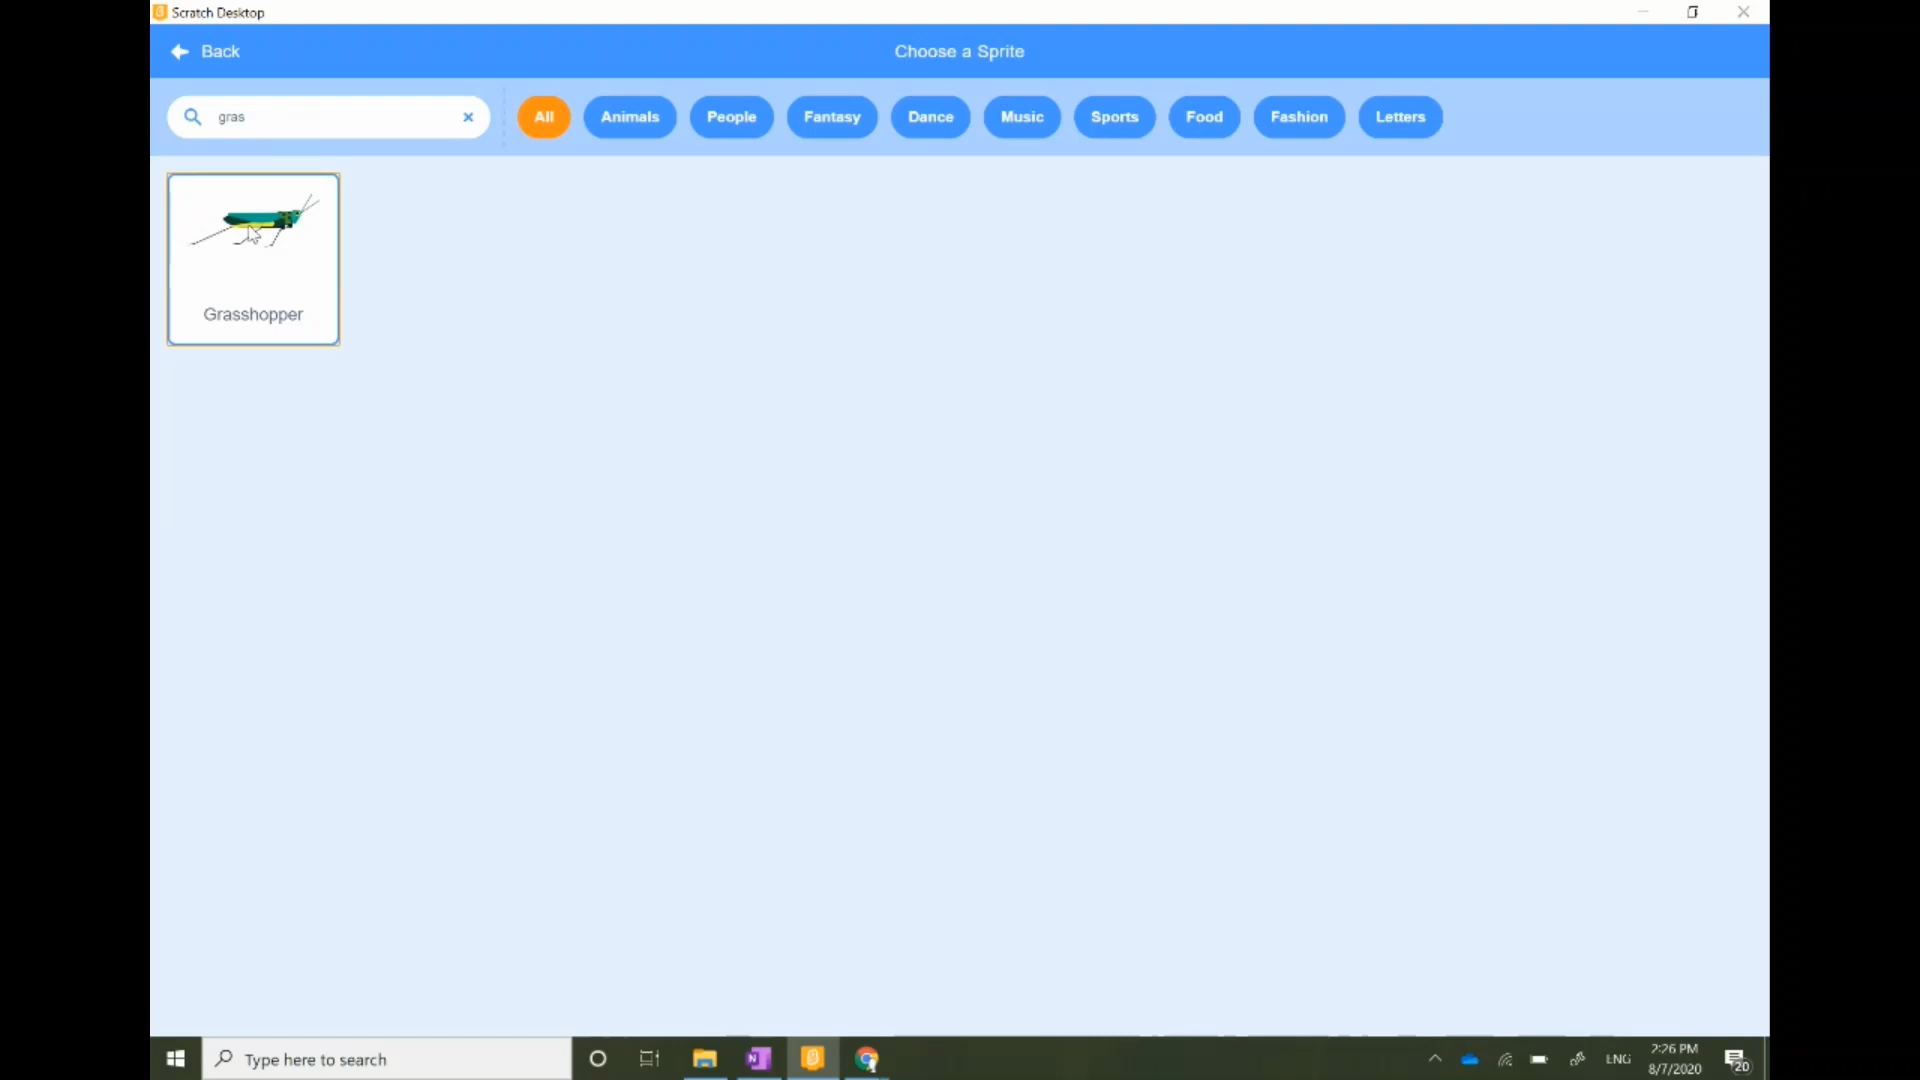 Scratch Desktop
Back
Choose a Sprite
gras
All
Animals
People
Fantasy
Dance
Music
Sports
Food
Fashion
Letters
Grasshopper
Type here to search
N
ENG
2:26 PM
8/7/2020
20